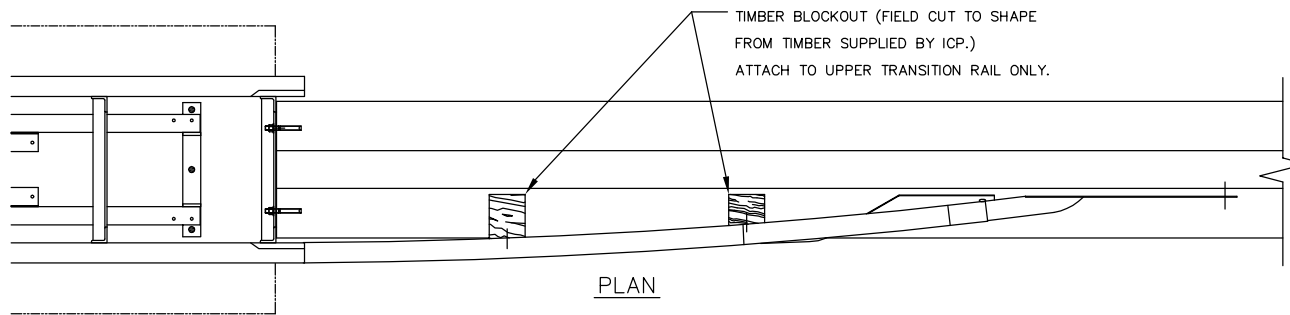 TIMBER BLOCKOUT (FIELD CUT TO SHAPE
FROM TIMBER SUPPLIED BY ICP.)
ATTACH TO UPPER TRANSITION RAIL ONLY.
PLAN